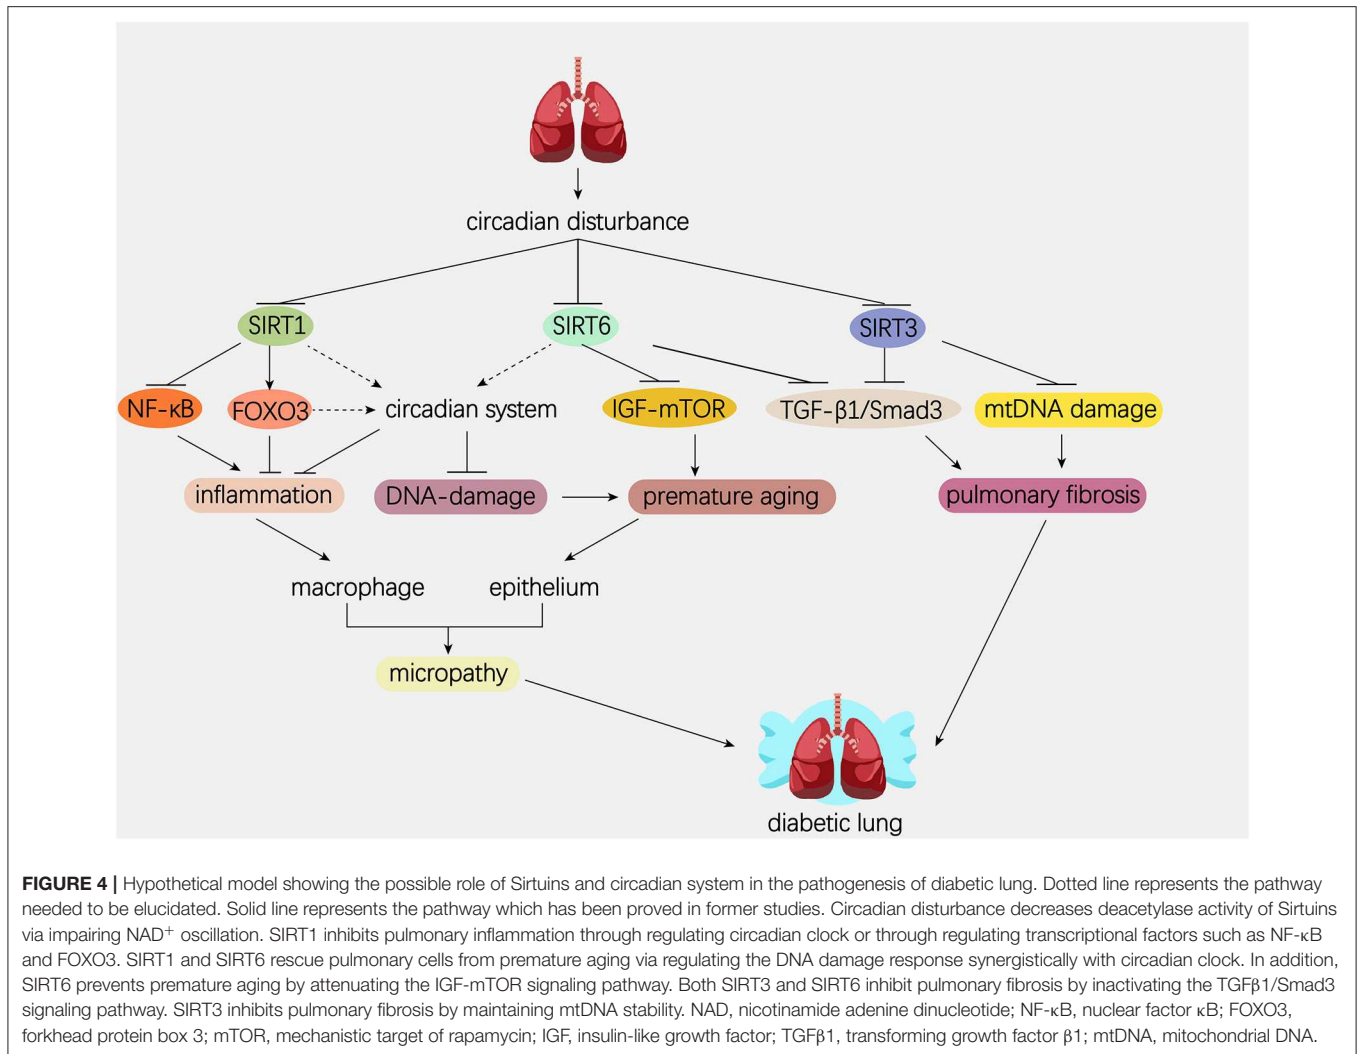 circadian disturbance
SIRT1
SIRT6
SIRT3
NF-κB
FOXO3
circadian system
IGF-mTOR
TGF-β1/Smad3
mtDNA damage
inflammation
DNA-damage
premature aging
pulmonary fibrosis
macrophage
epithelium
micropathy
diabetic lung
FIGURE 4 | Hypothetical model showing the possible role of Sirtuins and circadian system in the pathogenesis of diabetic lung. Dotted line represents the pathway
needed to be elucidated. Solid line represents the pathway which has been proved in former studies. Circadian disturbance decreases deacetylase activity of Sirtuins
via impairing NAD⁺ oscillation. SIRT1 inhibits pulmonary inflammation through regulating circadian clock or through regulating transcriptional factors such as NF-κB
and FOXO3. SIRT1 and SIRT6 rescue pulmonary cells from premature aging via regulating the DNA damage response synergistically with circadian clock. In addition,
SIRT6 prevents premature aging by attenuating the IGF-mTOR signaling pathway. Both SIRT3 and SIRT6 inhibit pulmonary fibrosis by inactivating the TGFβ1/Smad3
signaling pathway. SIRT3 inhibits pulmonary fibrosis by maintaining mtDNA stability. NAD, nicotinamide adenine dinucleotide; NF-κB, nuclear factor κB; FOXO3,
forkhead protein box 3; mTOR, mechanistic target of rapamycin; IGF, insulin-like growth factor; TGFβ1, transforming growth factor β1; mtDNA, mitochondrial DNA.